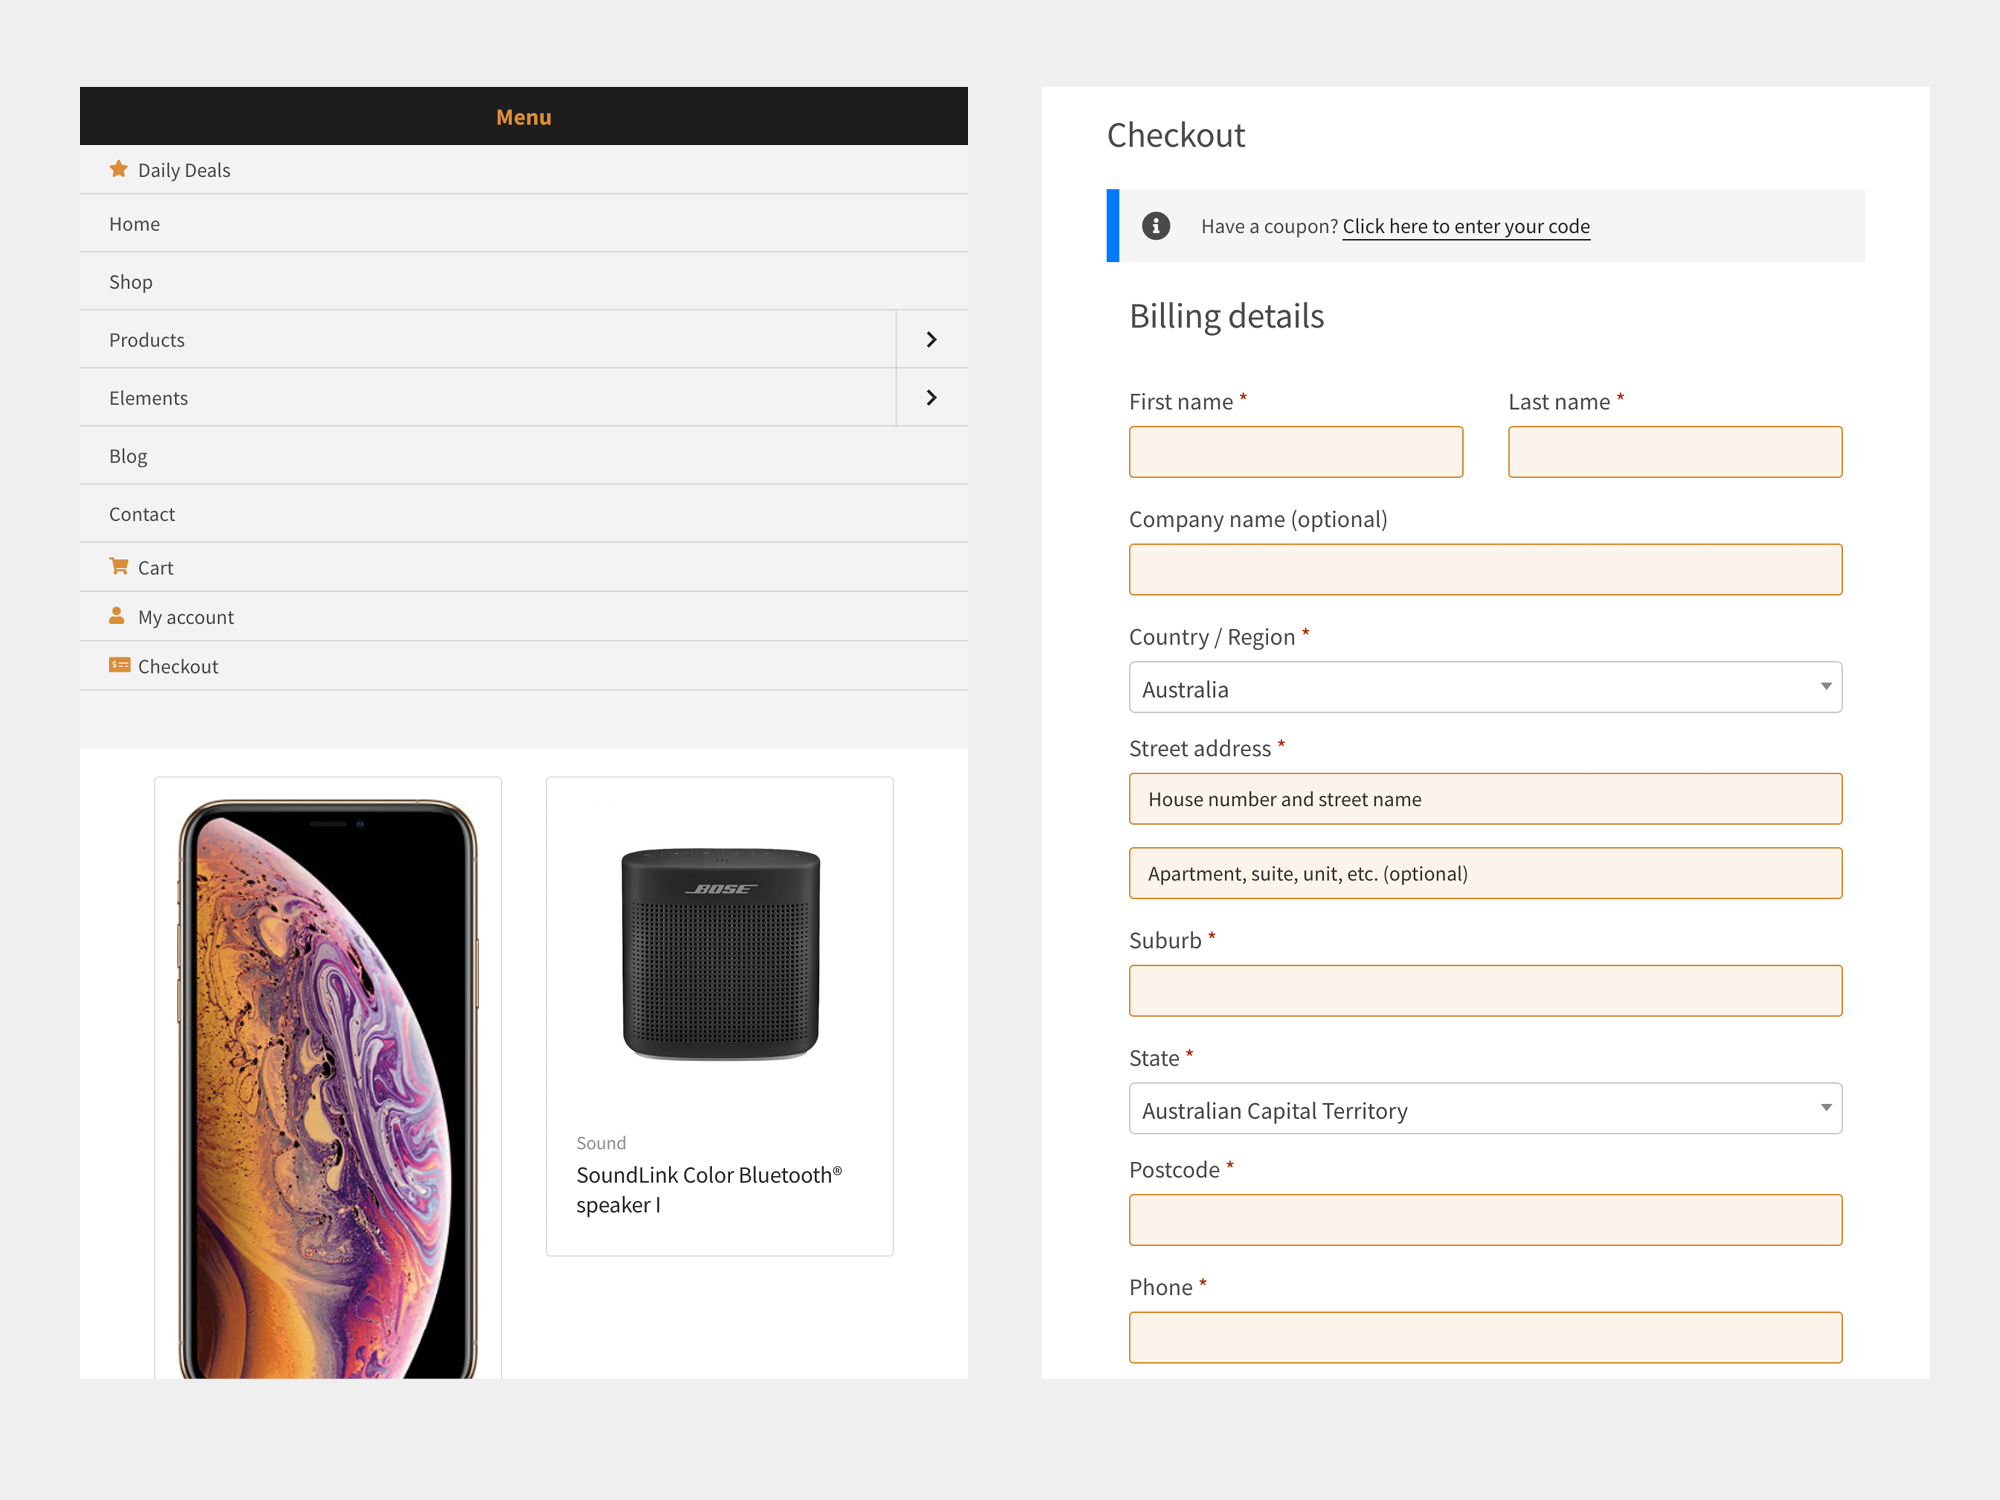 Menu
Daily Deals
Home
Shop
Products
Elements
Blog
Contact
Cart
My account
Checkout
BOSE
Sound
SoundLink Color Bluetooth®
speaker I
Checkout
Have a coupon? Click here to enter your code
Billing details
First name *
Last name *
Company name (optional)
Country / Region *
Australia
Street address *
House number and street name
Apartment, suite, unit, etc. (optional)
Suburb *
State *
Australian Capital Territory
Postcode *
Phone *